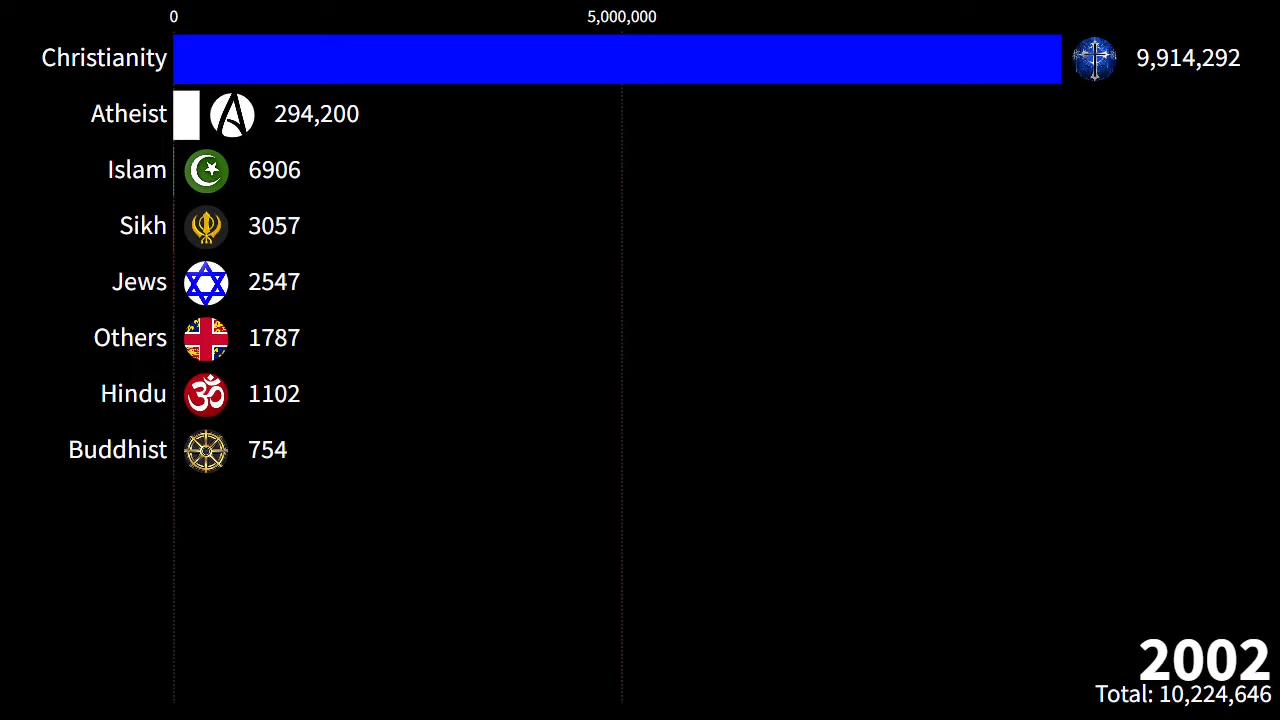 0 5,000,000
Christianity 9,914,292
Atheist 294,200
Islam 6906
Sikh 3057
Jews 2547
Others 1787
Hindu 1102
Buddhist 754
2002
Total: 10,224,646